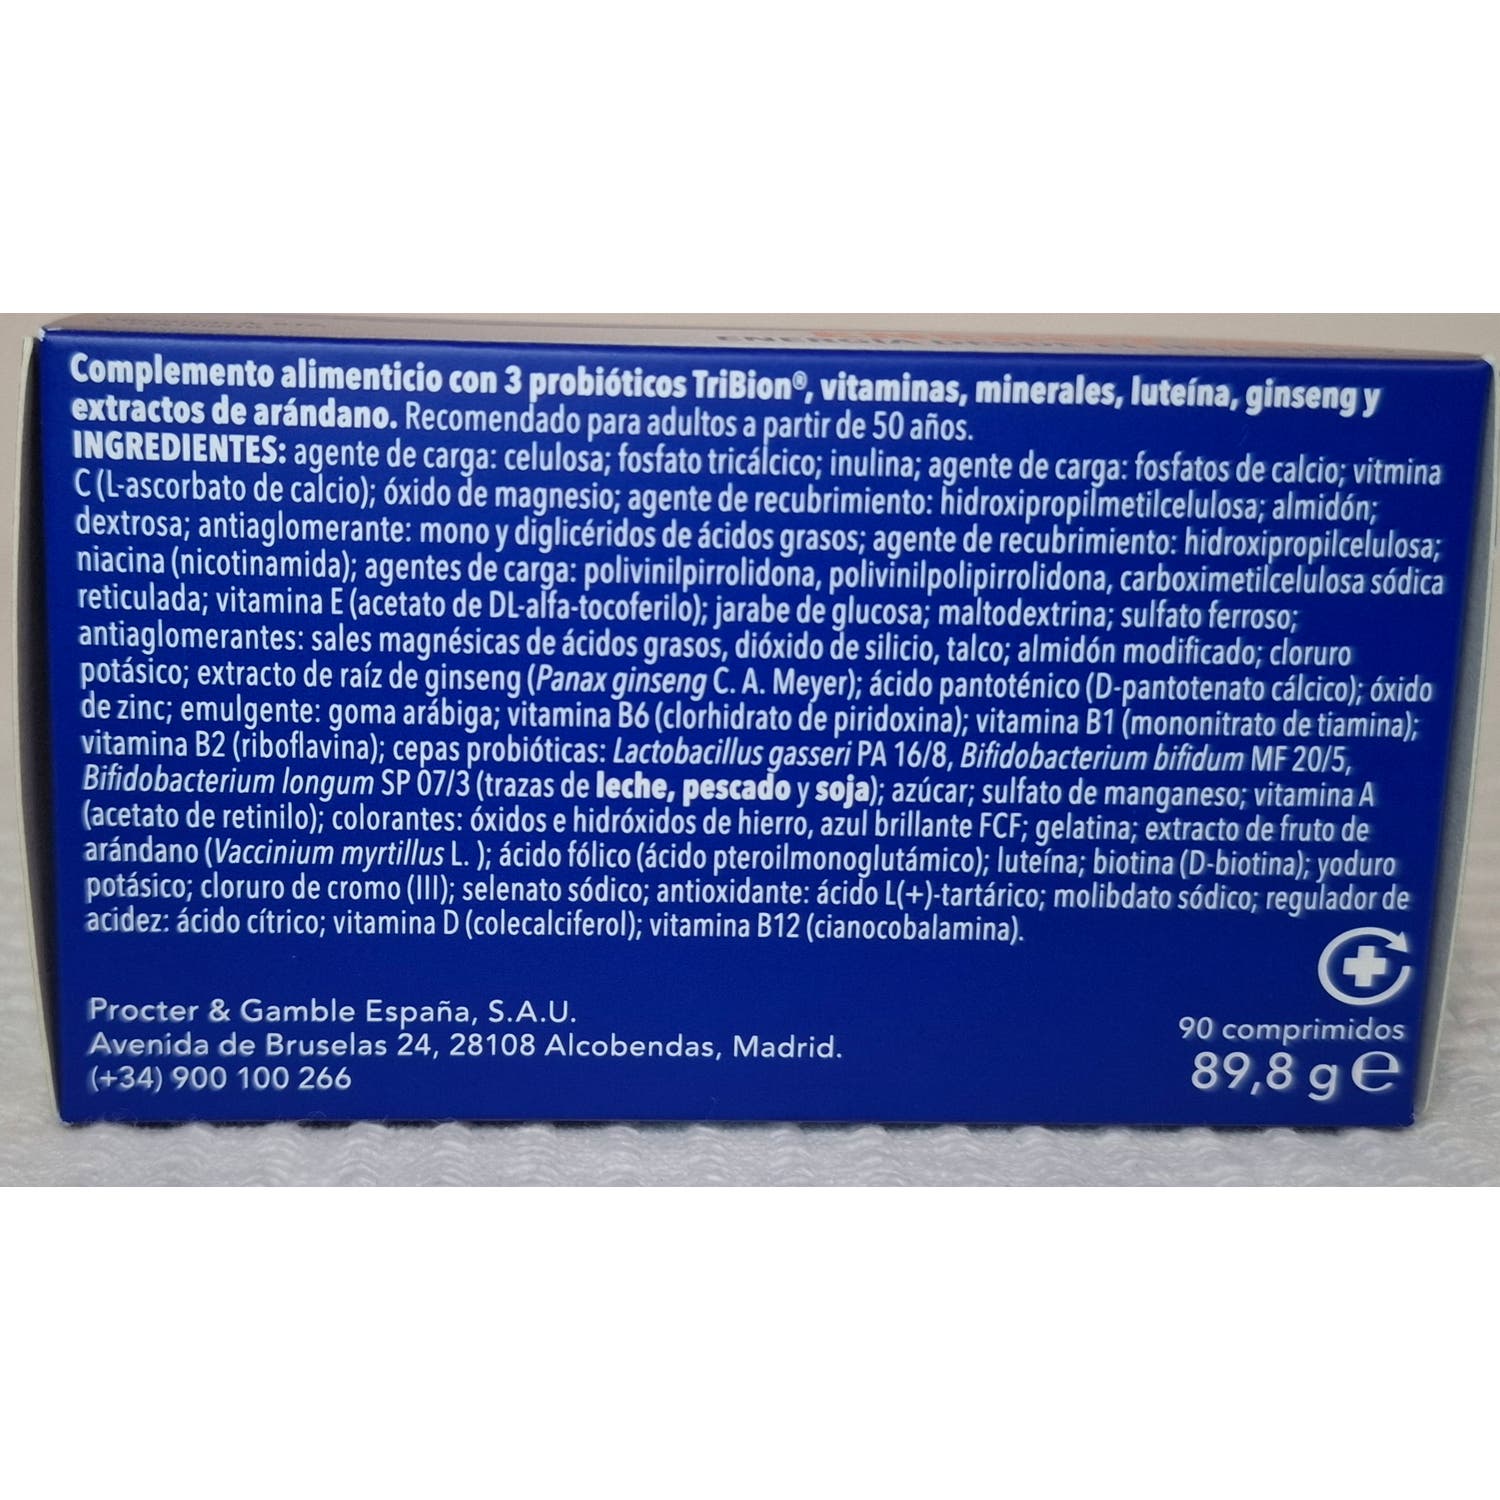 Complemento alimenticio con 3 probióticos TriBion®, vitaminas, minerales, luteína, ginseng y
extractos de arándano. Recomendado para adultos a partir de 50 años.
INGREDIENTES: agente de carga: celulosa; fosfato tricálcico; inulina; agente de carga: fosfatos de calcio; vitmina
C (L-ascorbato de calcio); óxido de magnesio; agente de recubrimiento: hidroxipropilmetilcelulosa; almidón;
dextrosa; antiaglomerante: mono y diglicéridos de ácidos grasos; agente de recubrimiento: hidroxipropilcelulosa;
niacina (nicotinamida); agentes de carga: polivinilpirrolidona, polivinilpolipirrolidona, carboximetilcelulosa sódica
reticulada; vitamina E (acetato de DL-alfa-tocoferilo); jarabe de glucosa; maltodextrina; sulfato ferroso;
antiaglomerantes: sales magnésicas de ácidos grasos, dióxido de silicio, talco; almidón modificado; cloruro
potásico; extracto de raíz de ginseng (Panax ginseng C. A. Meyer); ácido pantoténico (D-pantotenato cálcico); óxido
de zinc; emulgente: goma arábiga; vitamina B6 (clorhidrato de piridoxina); vitamina B1 (mononitrato de tiamina);
vitamina B2 (riboflavina); cepas probióticas: Lactobacillus gasseri PA 16/8, Bifidobacterium bifidum MF 20/5,
Bifidobacterium longum SP 07/3 (trazas de leche, pescado y soja); azúcar; sulfato de manganeso; vitamina A
(acetato de retinilo); colorantes: óxidos e hidróxidos de hierro, azul brillante FCF; gelatina; extracto de fruto de
arándano (Vaccinium myrtillus L. ); ácido fólico (ácido pteroilmonoglutámico); luteína; biotina (D-biotina); yoduro
potásico; cloruro de cromo (III); selenato sódico; antioxidante: ácido L(+)-tartárico; molibdato sódico; regulador de
acidez: ácido cítrico; vitamina D (colecalciferol); vitamina B12 (cianocobalamina).
Procter & Gamble España, S.A.U.
Avenida de Bruselas 24, 28108 Alcobendas, Madrid.
(+34) 900 100 266
90 comprimidos
89,8 g e